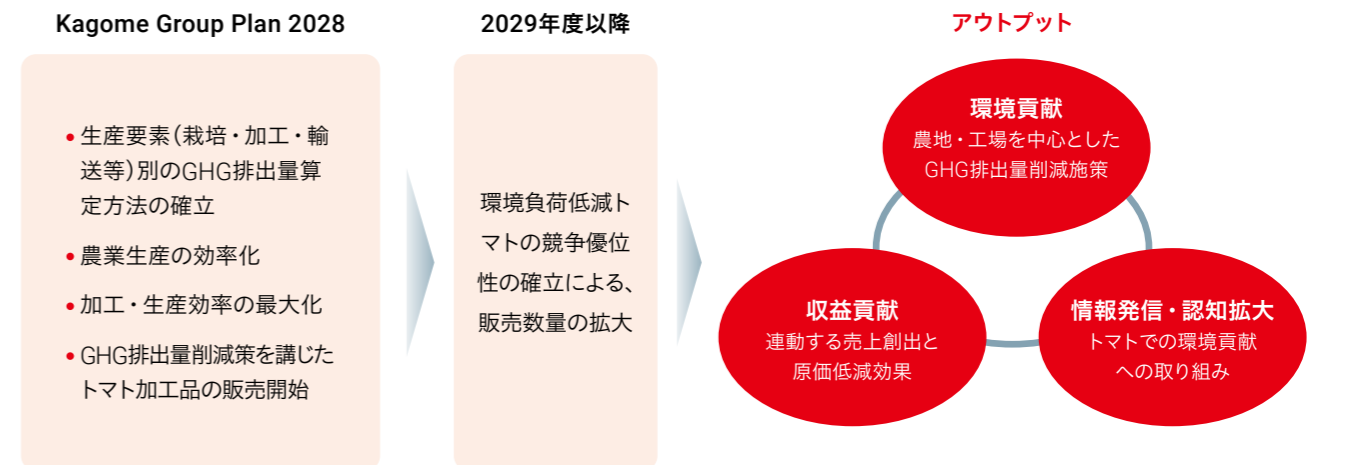 Kagome Group Plan 2028
• 生産要素（栽培・加工・輸
送等）別のGHG排出量算
定方法の確立
• 農業生産の効率化
• 加工・生産効率の最大化
• GHG排出量削減策を講じた
トマト加工品の販売開始
2029年度以降
環境負荷低減ト
マトの競争優位
性の確立による、
販売数量の拡大
アウトプット
環境貢献
農地・工場を中心とした
GHG排出量削減施策
収益貢献
連動する売上創出と
原価低減効果
情報発信・認知拡大
トマトでの環境貢献
への取り組み